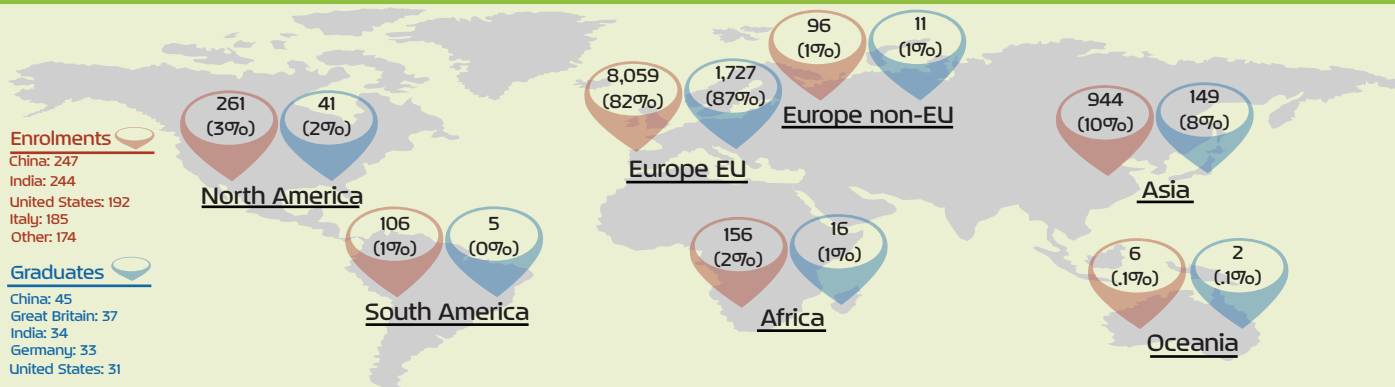 96
(1%)
11
(1%)
Europe non-EU
8,059
(82%)
1,727
(87%)
Europe EU
261
(3%)
41
(2%)
North America
944
(10%)
149
(8%)
Asia
Enrolments
China: 247
India: 244
United States: 192
Italy: 185
Other: 174
Graduates
China: 45
Great Britain: 37
India: 34
Germany: 33
United States: 31
106
(1%)
5
(0%)
South America
156
(2%)
16
(1%)
Africa
6
(.1%)
2
(.1%)
Oceania